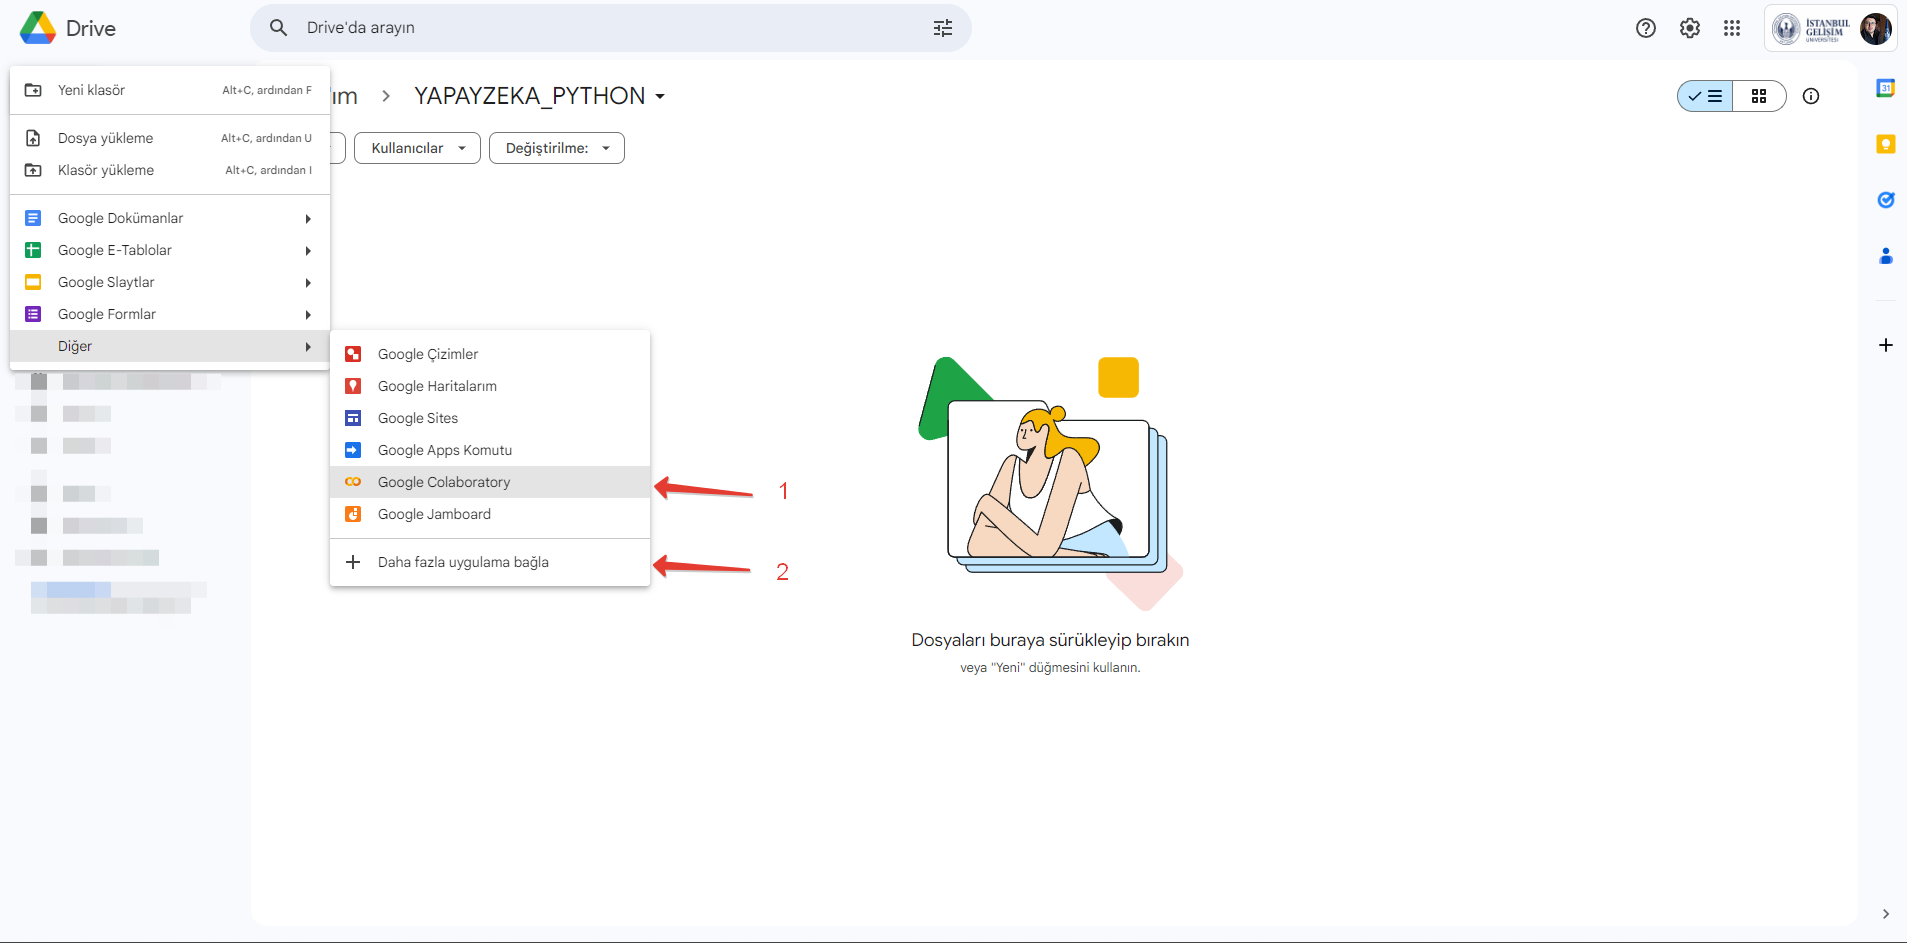 Drive
Drive'da arayın
İSTANBUL
GELİŞİM
ÜNİVERSİTESİ
Yeni klasör Alt+C, ardından F
Dosya yükleme Alt+C, ardından U
Klasör yükleme Alt+C, ardından I
Google Dokümanlar
Google E-Tablolar
Google Slaytlar
Google Formlar
Diğer
ım > YAPAYZEKA_PYTHON
Kullanıcılar
Değiştirilme:
31
Google Çizimler
Google Haritalarım
Google Sites
Google Apps Komutu
Google Colaboratory 1
Google Jamboard
Daha fazla uygulama bağla 2
Dosyaları buraya sürükleyip bırakın
veya "Yeni" düğmesini kullanın.